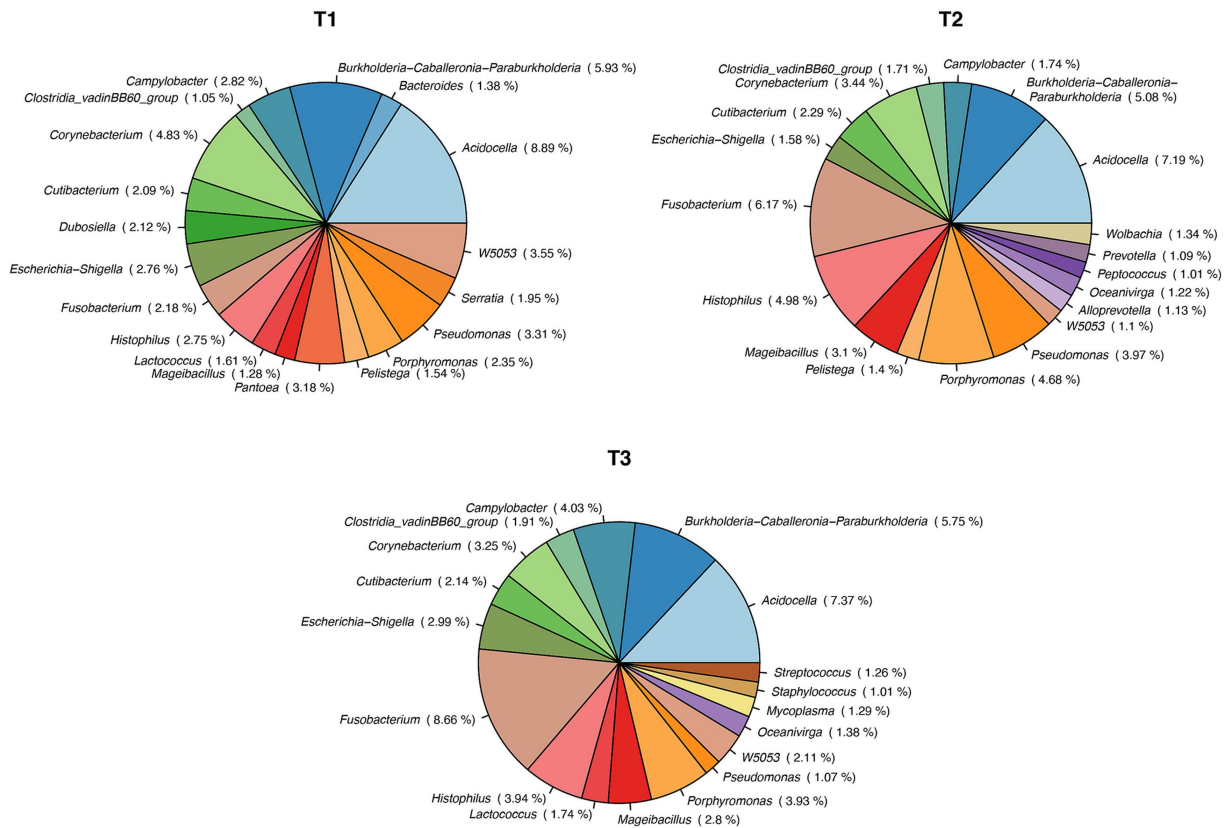 T1
Burkholderia−Caballeronia−Paraburkholderia ( 5.93 %)
Bacteroides ( 1.38 %)
Acidocella ( 8.89 %)
Campylobacter ( 2.82 %)
Clostridia_vadinBB60_group ( 1.05 %)
Corynebacterium ( 4.83 %)
Cutibacterium ( 2.09 %)
Dubosiella ( 2.12 %)
Escherichia−Shigella ( 2.76 %)
Fusobacterium ( 2.18 %)
Histophilus ( 2.75 %)
Lactococcus ( 1.61 %)
Mageibacillus ( 1.28 %)
Pantoea ( 3.18 %)
Pelistega ( 1.54 %)
Porphyromonas ( 2.35 %)
Pseudomonas ( 3.31 %)
Serratia ( 1.95 %)
W5053 ( 3.55 %)
T2
Campylobacter ( 1.74 %)
Burkholderia−Caballeronia−
Paraburkholderia ( 5.08 %)
Acidocella ( 7.19 %)
Clostridia_vadinBB60_group ( 1.71 %)
Corynebacterium ( 3.44 %)
Cutibacterium ( 2.29 %)
Escherichia−Shigella ( 1.58 %)
Fusobacterium ( 6.17 %)
Histophilus ( 4.98 %)
Mageibacillus ( 3.1 %)
Pelistega ( 1.4 %)
Porphyromonas ( 4.68 %)
Pseudomonas ( 3.97 %)
W5053 ( 1.1 %)
Alloprevotella ( 1.13 %)
Oceanivirga ( 1.22 %)
Peptococcus ( 1.01 %)
Prevotella ( 1.09 %)
Wolbachia ( 1.34 %)
T3
Campylobacter ( 4.03 %)
Clostridia_vadinBB60_group ( 1.91 %)
Corynebacterium ( 3.25 %)
Cutibacterium ( 2.14 %)
Escherichia−Shigella ( 2.99 %)
Fusobacterium ( 8.66 %)
Histophilus ( 3.94 %)
Lactococcus ( 1.74 %)
Mageibacillus ( 2.8 %)
Porphyromonas ( 3.93 %)
Pseudomonas ( 1.07 %)
W5053 ( 2.11 %)
Oceanivirga ( 1.38 %)
Mycoplasma ( 1.29 %)
Staphylococcus ( 1.01 %)
Streptococcus ( 1.26 %)
Acidocella ( 7.37 %)
Burkholderia−Caballeronia−Paraburkholderia ( 5.75 %)